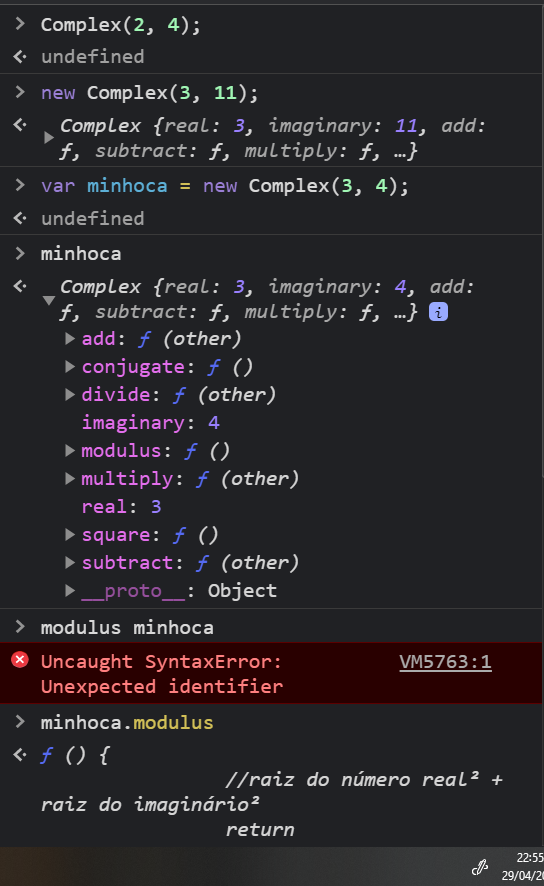 > Complex(2, 4);
<· undefined
> new Complex(3, 11);
<· ▶ Complex {real: 3, imaginary: 11, add:
ƒ, subtract: ƒ, multiply: ƒ, …}
> var minhoca = new Complex(3, 4);
<· undefined
> minhoca
<· ▼ Complex {real: 3, imaginary: 4, add:
ƒ, subtract: ƒ, multiply: ƒ, …} i
▶ add: ƒ (other)
▶ conjugate: ƒ ()
▶ divide: ƒ (other)
imaginary: 4
▶ modulus: ƒ ()
▶ multiply: ƒ (other)
real: 3
▶ square: ƒ ()
▶ subtract: ƒ (other)
▶ __proto__: Object
> modulus minhoca
Uncaught SyntaxError: VM5763:1
Unexpected identifier
> minhoca.modulus
<· ƒ () {
//raiz do número real² +
raiz do imaginário²
return
22:55
29/04/20